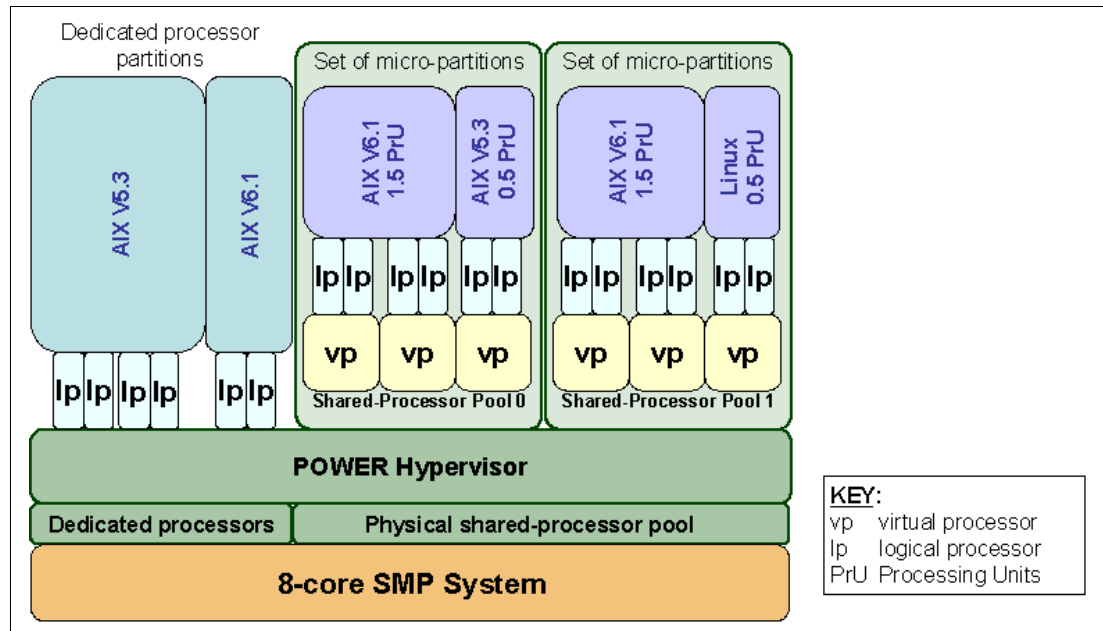 Dedicated processor
partitions
Set of micro-partitions
Set of micro-partitions
AIX V5.3
AIX V6.1
AIX V6.1
1.5 PrU
AIX V5.3
0.5 PrU
AIX V6.1
1.5 PrU
Linux
0.5 PrU
lp lp lp lp
lp lp
lp lp lp lp lp lp
lp lp lp lp lp lp
vp vp vp
vp vp vp
Shared-Processor Pool 0
Shared-Processor Pool 1
POWER Hypervisor
Dedicated processors
Physical shared-processor pool
8-core SMP System
KEY:
vp virtual processor
lp logical processor
PrU Processing Units